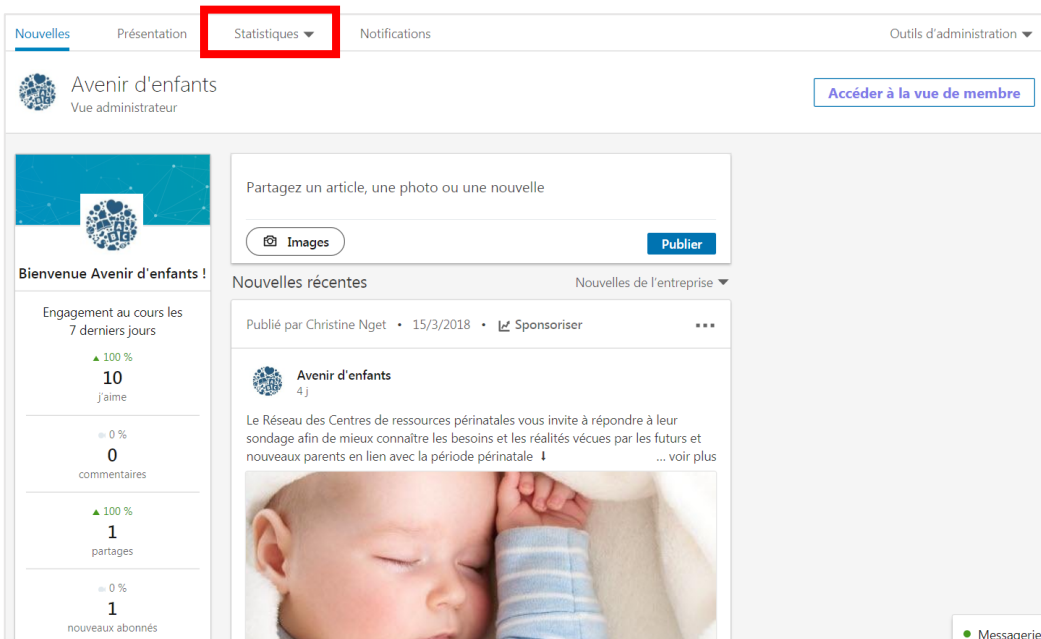 Nouvelles Présentation Statistiques Notifications Outils d'administration
Avenir d'enfants
Vue administrateur
Accéder à la vue de membre
Bienvenue Avenir d'enfants !
Engagement au cours les
7 derniers jours
100 %
10
j'aime
0 %
0
commentaires
100 %
1
partages
0 %
1
nouveaux abonnés
Partagez un article, une photo ou une nouvelle
Images Publier
Nouvelles récentes Nouvelles de l'entreprise
Publié par Christine Nget • 15/3/2018 • Sponsoriser
Avenir d'enfants
4 j
Le Réseau des Centres de ressources périnatales vous invite à répondre à leur
sondage afin de mieux connaître les besoins et les réalités vécues par les futurs et
nouveaux parents en lien avec la période périnatale ⬇ ... voir plus
Messagerie